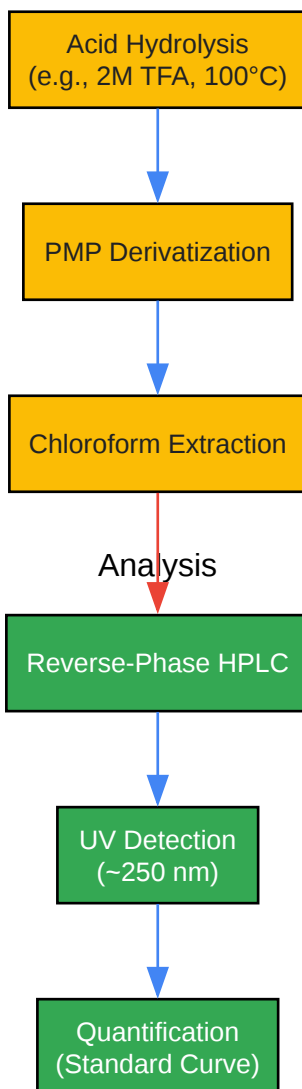 Acid Hydrolysis
(e.g., 2M TFA, 100°C)
PMP Derivatization
Chloroform Extraction
Analysis
Reverse-Phase HPLC
UV Detection
(~250 nm)
Quantification
(Standard Curve)